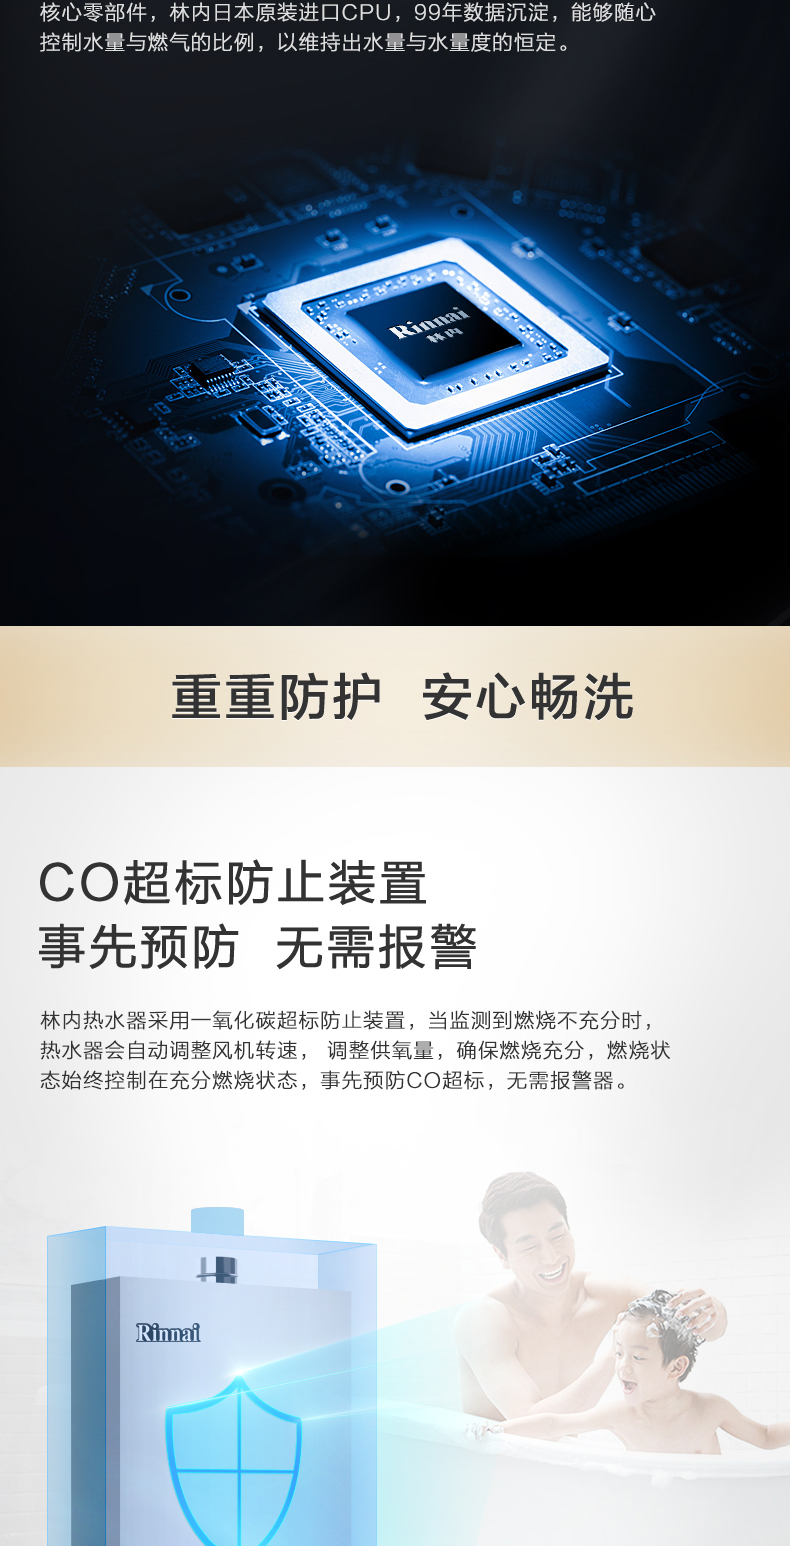 核心零部件，林内日本原装进口CPU，99年数据沉淀，能够随心
控制水量与燃气的比例，以维持出水量与水量度的恒定。
Rinnai
林内
重重防护 安心畅洗
CO超标防止装置
事先预防 无需报警
林内热水器采用一氧化碳超标防止装置，当监测到燃烧不充分时，
热水器会自动调整风机转速， 调整供氧量，确保燃烧充分，燃烧状
态始终控制在充分燃烧状态，事先预防CO超标，无需报警器。
Rinnai